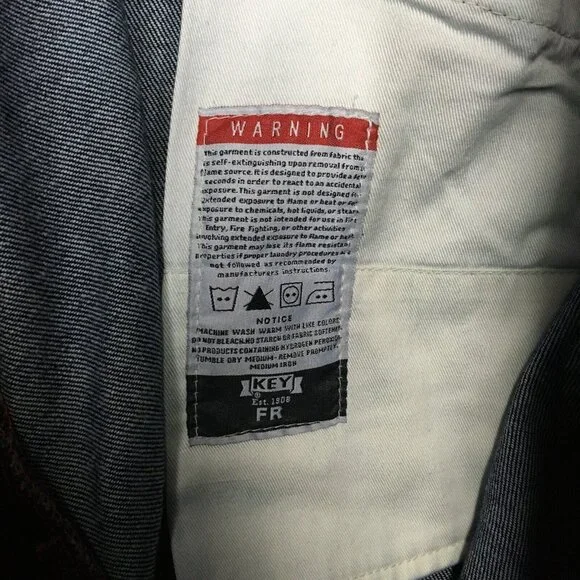 WARNING
This garment is constructed from fabric tha
is self-extinguishing upon removal from
flame source. It is designed to provide a
seconds in order to react to an accidental
exposure. This garment is not designed for
extended exposure to flame or heat or for
exposure to chemicals, hot liquids, or steam
This garment is not intended for use in Fire
Entry, Fire Fighting, or other activities
involving extended exposure to flame or heat
This garment may lose its flame resistant
properties if proper laundry procedures are
not followed as recommended by
manufacturers instructions.
NOTICE
MACHINE WASH WARM WITH LIKE COLORS
DO NOT BLEACH. NO STARCH OR FABRIC SOFTENER
NO PRODUCTS CONTAINING HYDROGEN PEROXIDE
TUMBLE DRY MEDIUM- REMOVE PROMPTLY
MEDIUM IRON
KEY
®
Est. 1908
FR